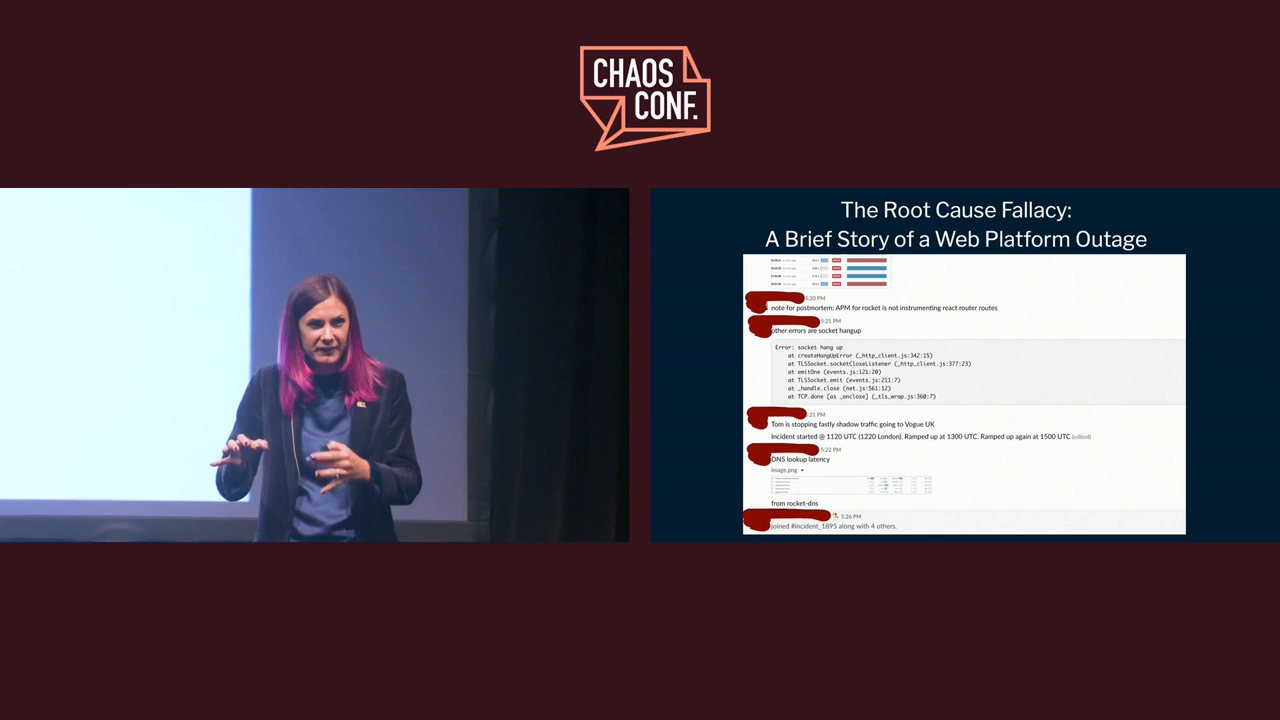 CHAOS
CONF.
The Root Cause Fallacy:
A Brief Story of a Web Platform Outage
5:20 PM
note for postmortem: APM for rocket is not instrumenting react router routes
5:21 PM
other errors are socket hangup
Error: socket hang up
at createHangUpError (_http_client.js:342:15)
at TLSSocket.socketCloseListener (_http_client.js:377:23)
at emitOne (events.js:121:20)
at TLSSocket.emit (events.js:211:7)
at _handle.close (net.js:561:12)
at TCP.done [as _onclose] (_tls_wrap.js:360:7)
5:21 PM
Tom is stopping fastly shadow traffic going to Vogue UK
Incident started @ 1120 UTC (1220 London). Ramped up at 1300 UTC. Ramped up again at 1500 UTC (edited)
5:22 PM
DNS lookup latency
image.png
from rocket-dns
5:26 PM
joined #incident_1895 along with 4 others.